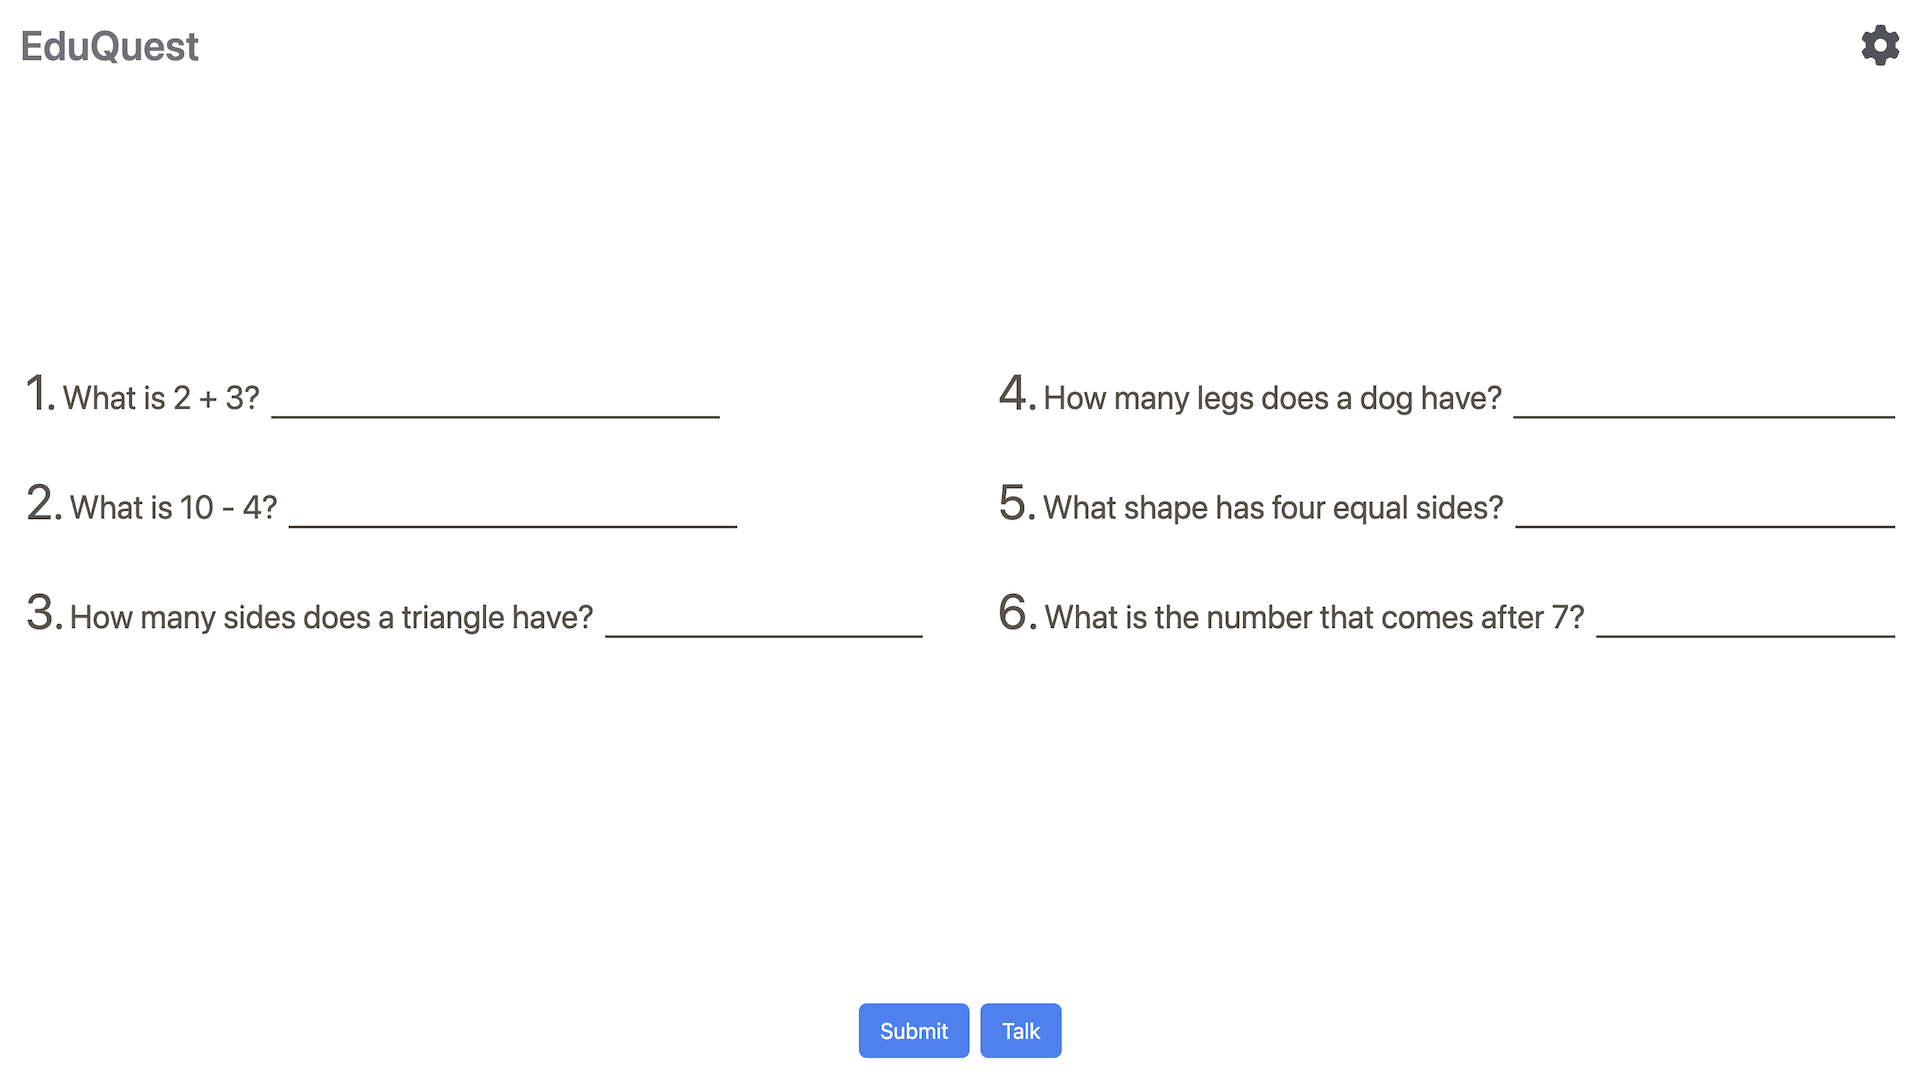 EduQuest
1. What is 2 + 3?
2. What is 10 - 4?
3. How many sides does a triangle have?
4. How many legs does a dog have?
5. What shape has four equal sides?
6. What is the number that comes after 7?
Submit
Talk